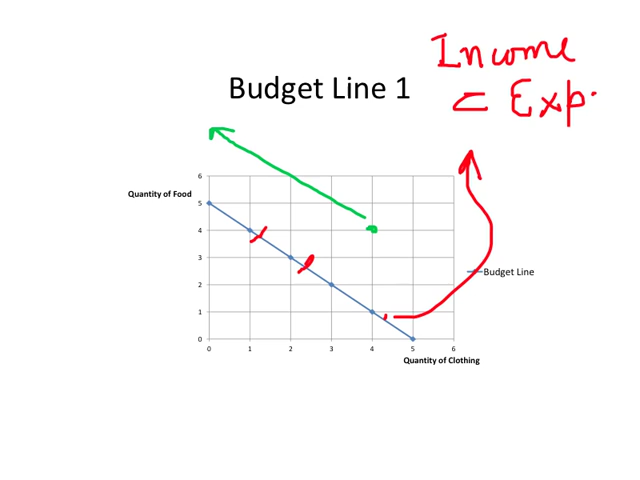 Income
= Exp.
Budget Line 1
Quantity of Food
6
5
4
3
2
1
0
0 1 2 3 4 5 6
Quantity of Clothing
Budget Line